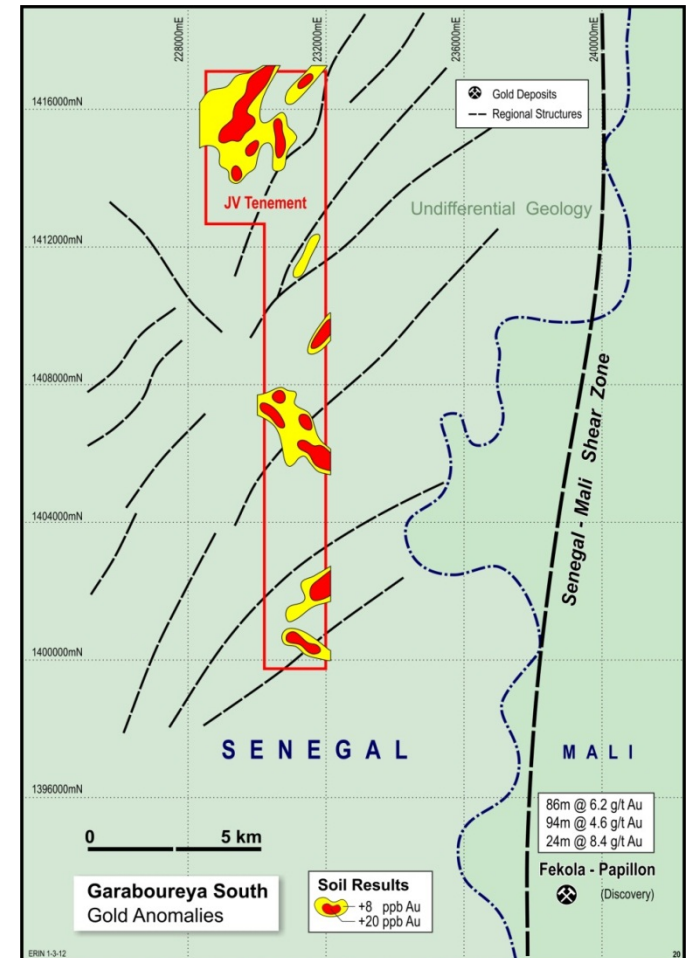 228000mE
232000mE
236000mE
240000mE
1416000mN
Gold Deposits
Regional Structures
JV Tenement
Undifferential Geology
1412000mN
1408000mN
Senegal - Mali Shear Zone
1404000mN
1400000mN
SENEGAL
MALI
1396000mN
86m @ 6.2 g/t Au
94m @ 4.6 g/t Au
24m @ 8.4 g/t Au
0 5 km
Fekola - Papillon
(Discovery)
Garaboureya South
Gold Anomalies
Soil Results
+8 ppb Au
+20 ppb Au
ERIN 1-3-12
20